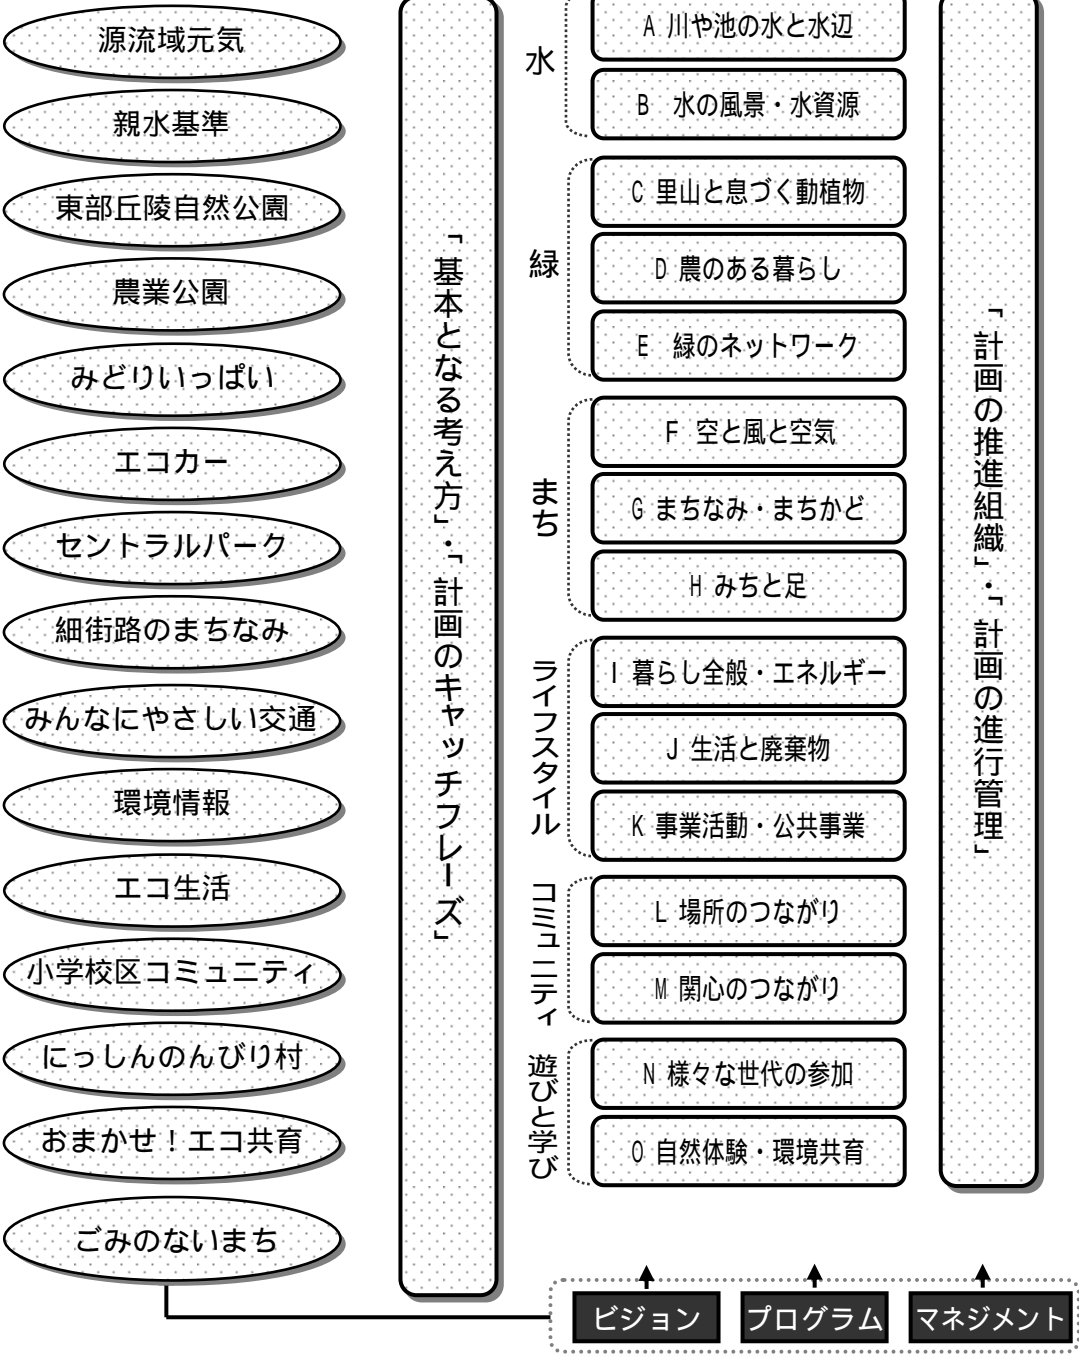 源流域元気
親水基準
東部丘陵自然公園
農業公園
みどりいっぱい
エコカー
セントラルパーク
細街路のまちなみ
みんなにやさしい交通
環境情報
エコ生活
小学校区コミュニティ
にっしんのんびり村
おまかせ！エコ共育
ごみのないまち
「基本となる考え方」・「計画のキャッチフレーズ」
水
A 川や池の水と水辺
B 水の風景・水資源
緑
C 里山と息づく動植物
D 農のある暮らし
E 緑のネットワーク
まち
F 空と風と空気
G まちなみ・まちかど
H みちと足
ライフスタイル
I 暮らし全般・エネルギー
J 生活と廃棄物
K 事業活動・公共事業
コミュニティ
L 場所のつながり
M 関心のつながり
遊びと学び
N 様々な世代の参加
O 自然体験・環境共育
「計画の推進組織」・「計画の進行管理」
ビジョン
プログラム
マネジメント